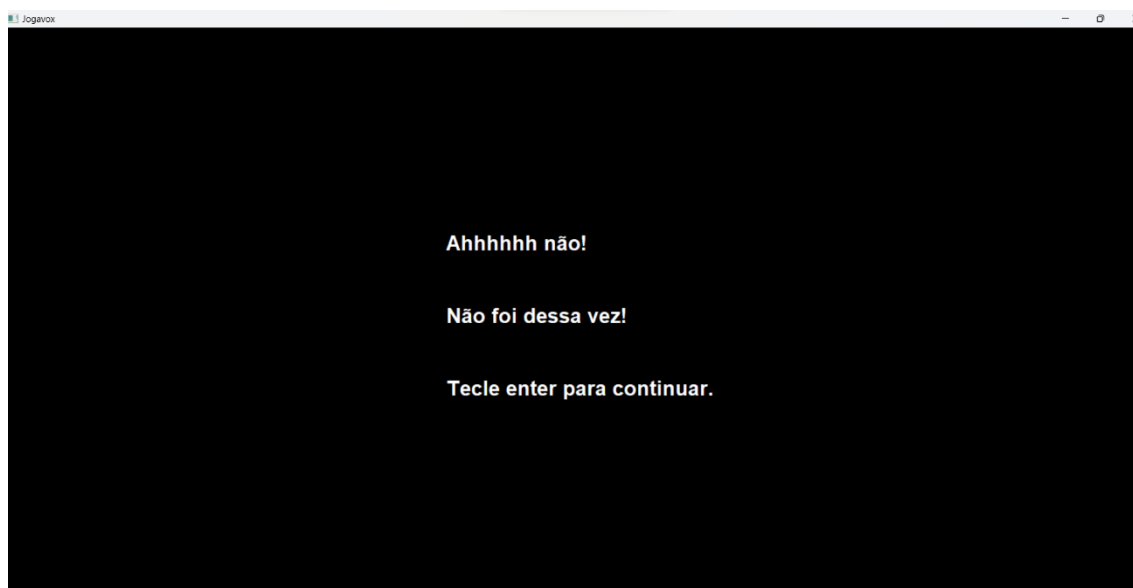 Jogavox
Ahhhhhh não!
Não foi dessa vez!
Tecle enter para continuar.